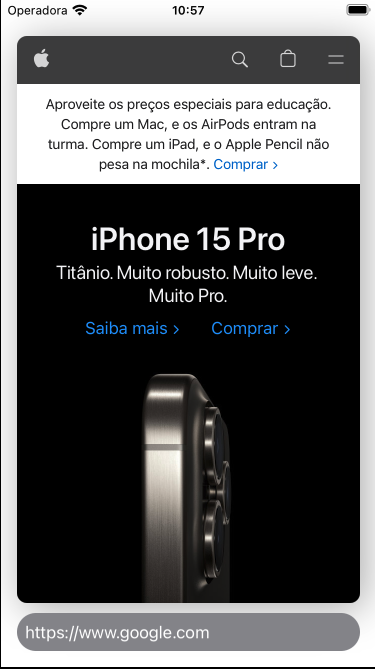 Operadora 10:57
Aproveite os preços especiais para educação.
Compre um Mac, e os AirPods entram na
turma. Compre um iPad, e o Apple Pencil não
pesa na mochila*. Comprar >
iPhone 15 Pro
Titânio. Muito robusto. Muito leve.
Muito Pro.
Saiba mais > Comprar >
https://www.google.com